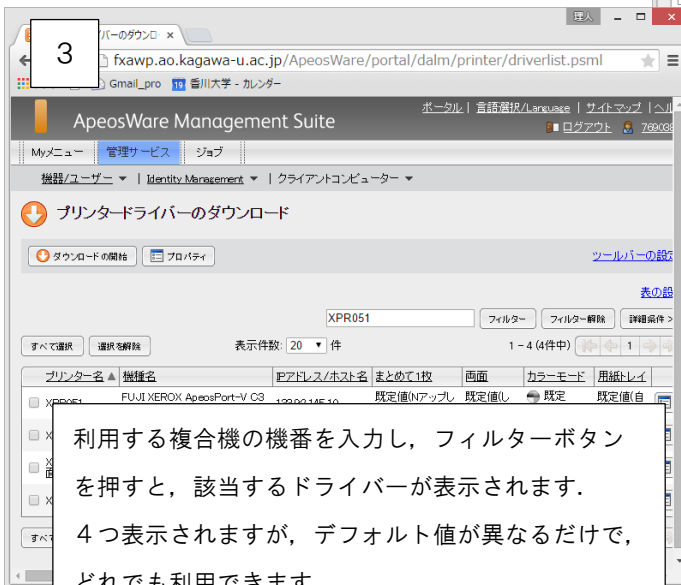 理人
3
バーのダウンロ- ×
fxawp.ao.kagawa-u.ac.jp/ApeosWare/portal/dalm/printer/driverlist.psml
Gmail_pro 19 香川大学 - カレンダー
ポータル | 言語選択/Language | サイトマップ | ヘル
ApeosWare Management Suite
ログアウト 769038
Myメニュー 管理サービス ジョブ
機器/ユーザー ▼ | Identity Management ▼ | クライアントコンピューター ▼
プリンタードライバーのダウンロード
ダウンロードの開始 プロパティ ツールバーの設定
表の設
XPR051 フィルター フィルター解除 詳細条件 >
すべて選択 選択を解除 表示件数: 20 ▼ 件 1 - 4 (4件中) 1
プリンター名 ▲ 機種名 IPアドレス/ホスト名 まとめて1枚 両面 カラーモード 用紙トレイ
FUJI XEROX ApeosPort-V C3 既定値(Nアップし 既定値(し 既定 既定値(自
利用する複合機の機番を入力し，フィルターボタン
を押すと，該当するドライバーが表示されます．
４つ表示されますが，デフォルト値が異なるだけで，
どれでも利用できます